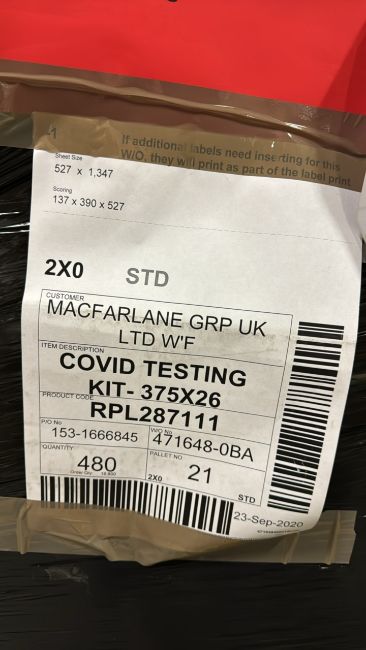 If additional labels need inserting for this
W/O, they will print as part of the label print
Sheet Size
527 x 1,347
Scoring
137 x 390 x 527
2X0 STD
CUSTOMER
MACFARLANE GRP UK
LTD W'F
ITEM DESCRIPTION
COVID TESTING
KIT- 375X26
PRODUCT CODE
RPL287111
P/O No W/O No
153-1666845 471648-0BA
QUANTITY PALLET NO
480 21
Order Qty 2X0 STD
23-Sep-2020